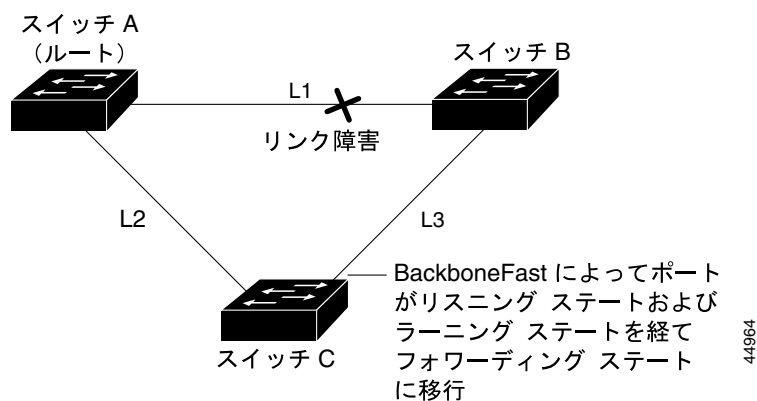 スイッチ A
（ルート）
スイッチ B
L1
リンク障害
L2
L3
BackboneFast によってポート
がリスニング ステートおよび
ラーニング ステートを経て
フォワーディング ステート
に移行
スイッチ C
44964